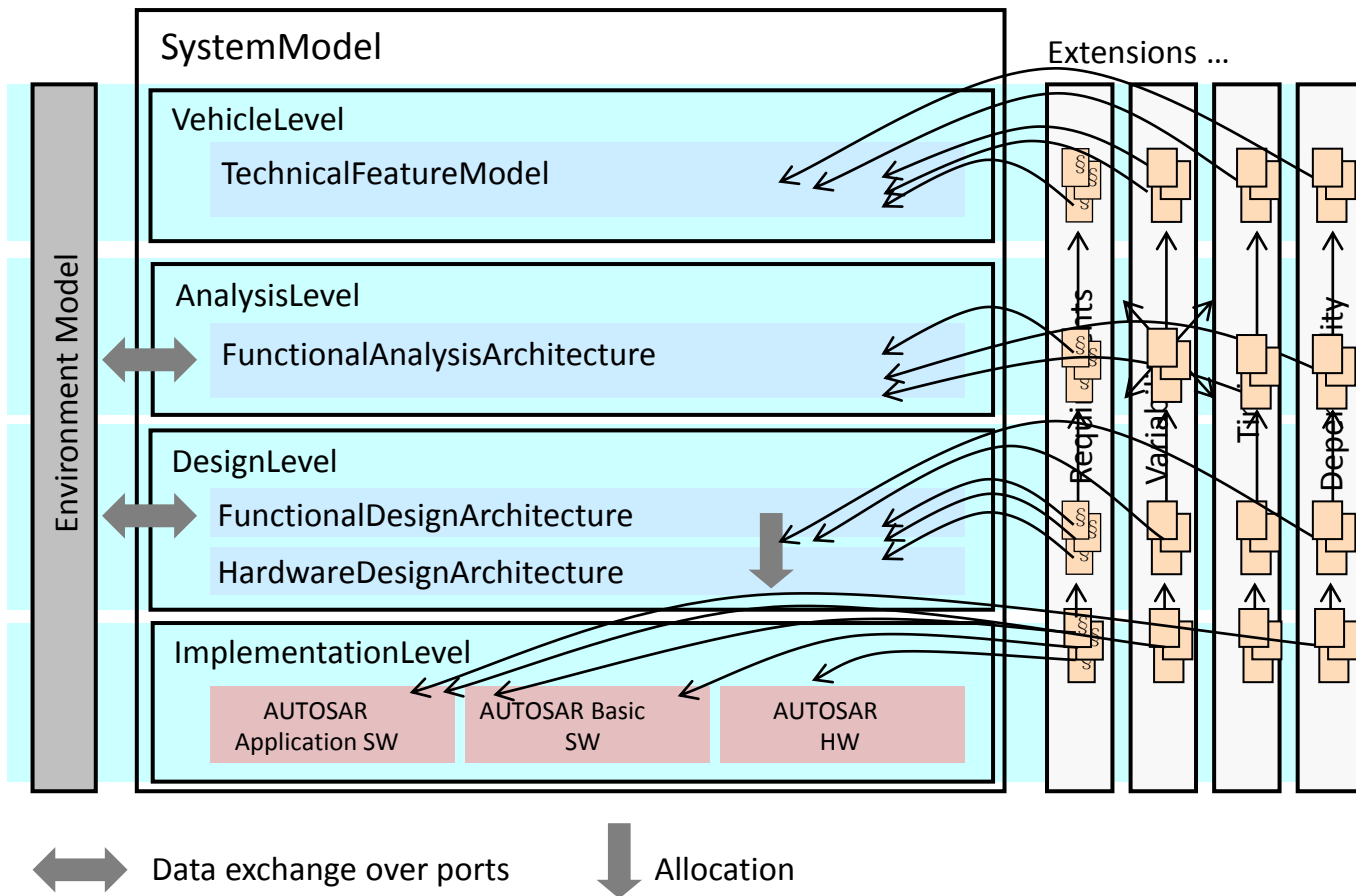 SystemModel
Extensions ...
VehicleLevel
TechnicalFeatureModel
Environment Model
AnalysisLevel
FunctionalAnalysisArchitecture
DesignLevel
FunctionalDesignArchitecture
HardwareDesignArchitecture
ImplementationLevel
AUTOSAR
Application SW
AUTOSAR Basic
SW
AUTOSAR
HW
Data exchange over ports
Allocation